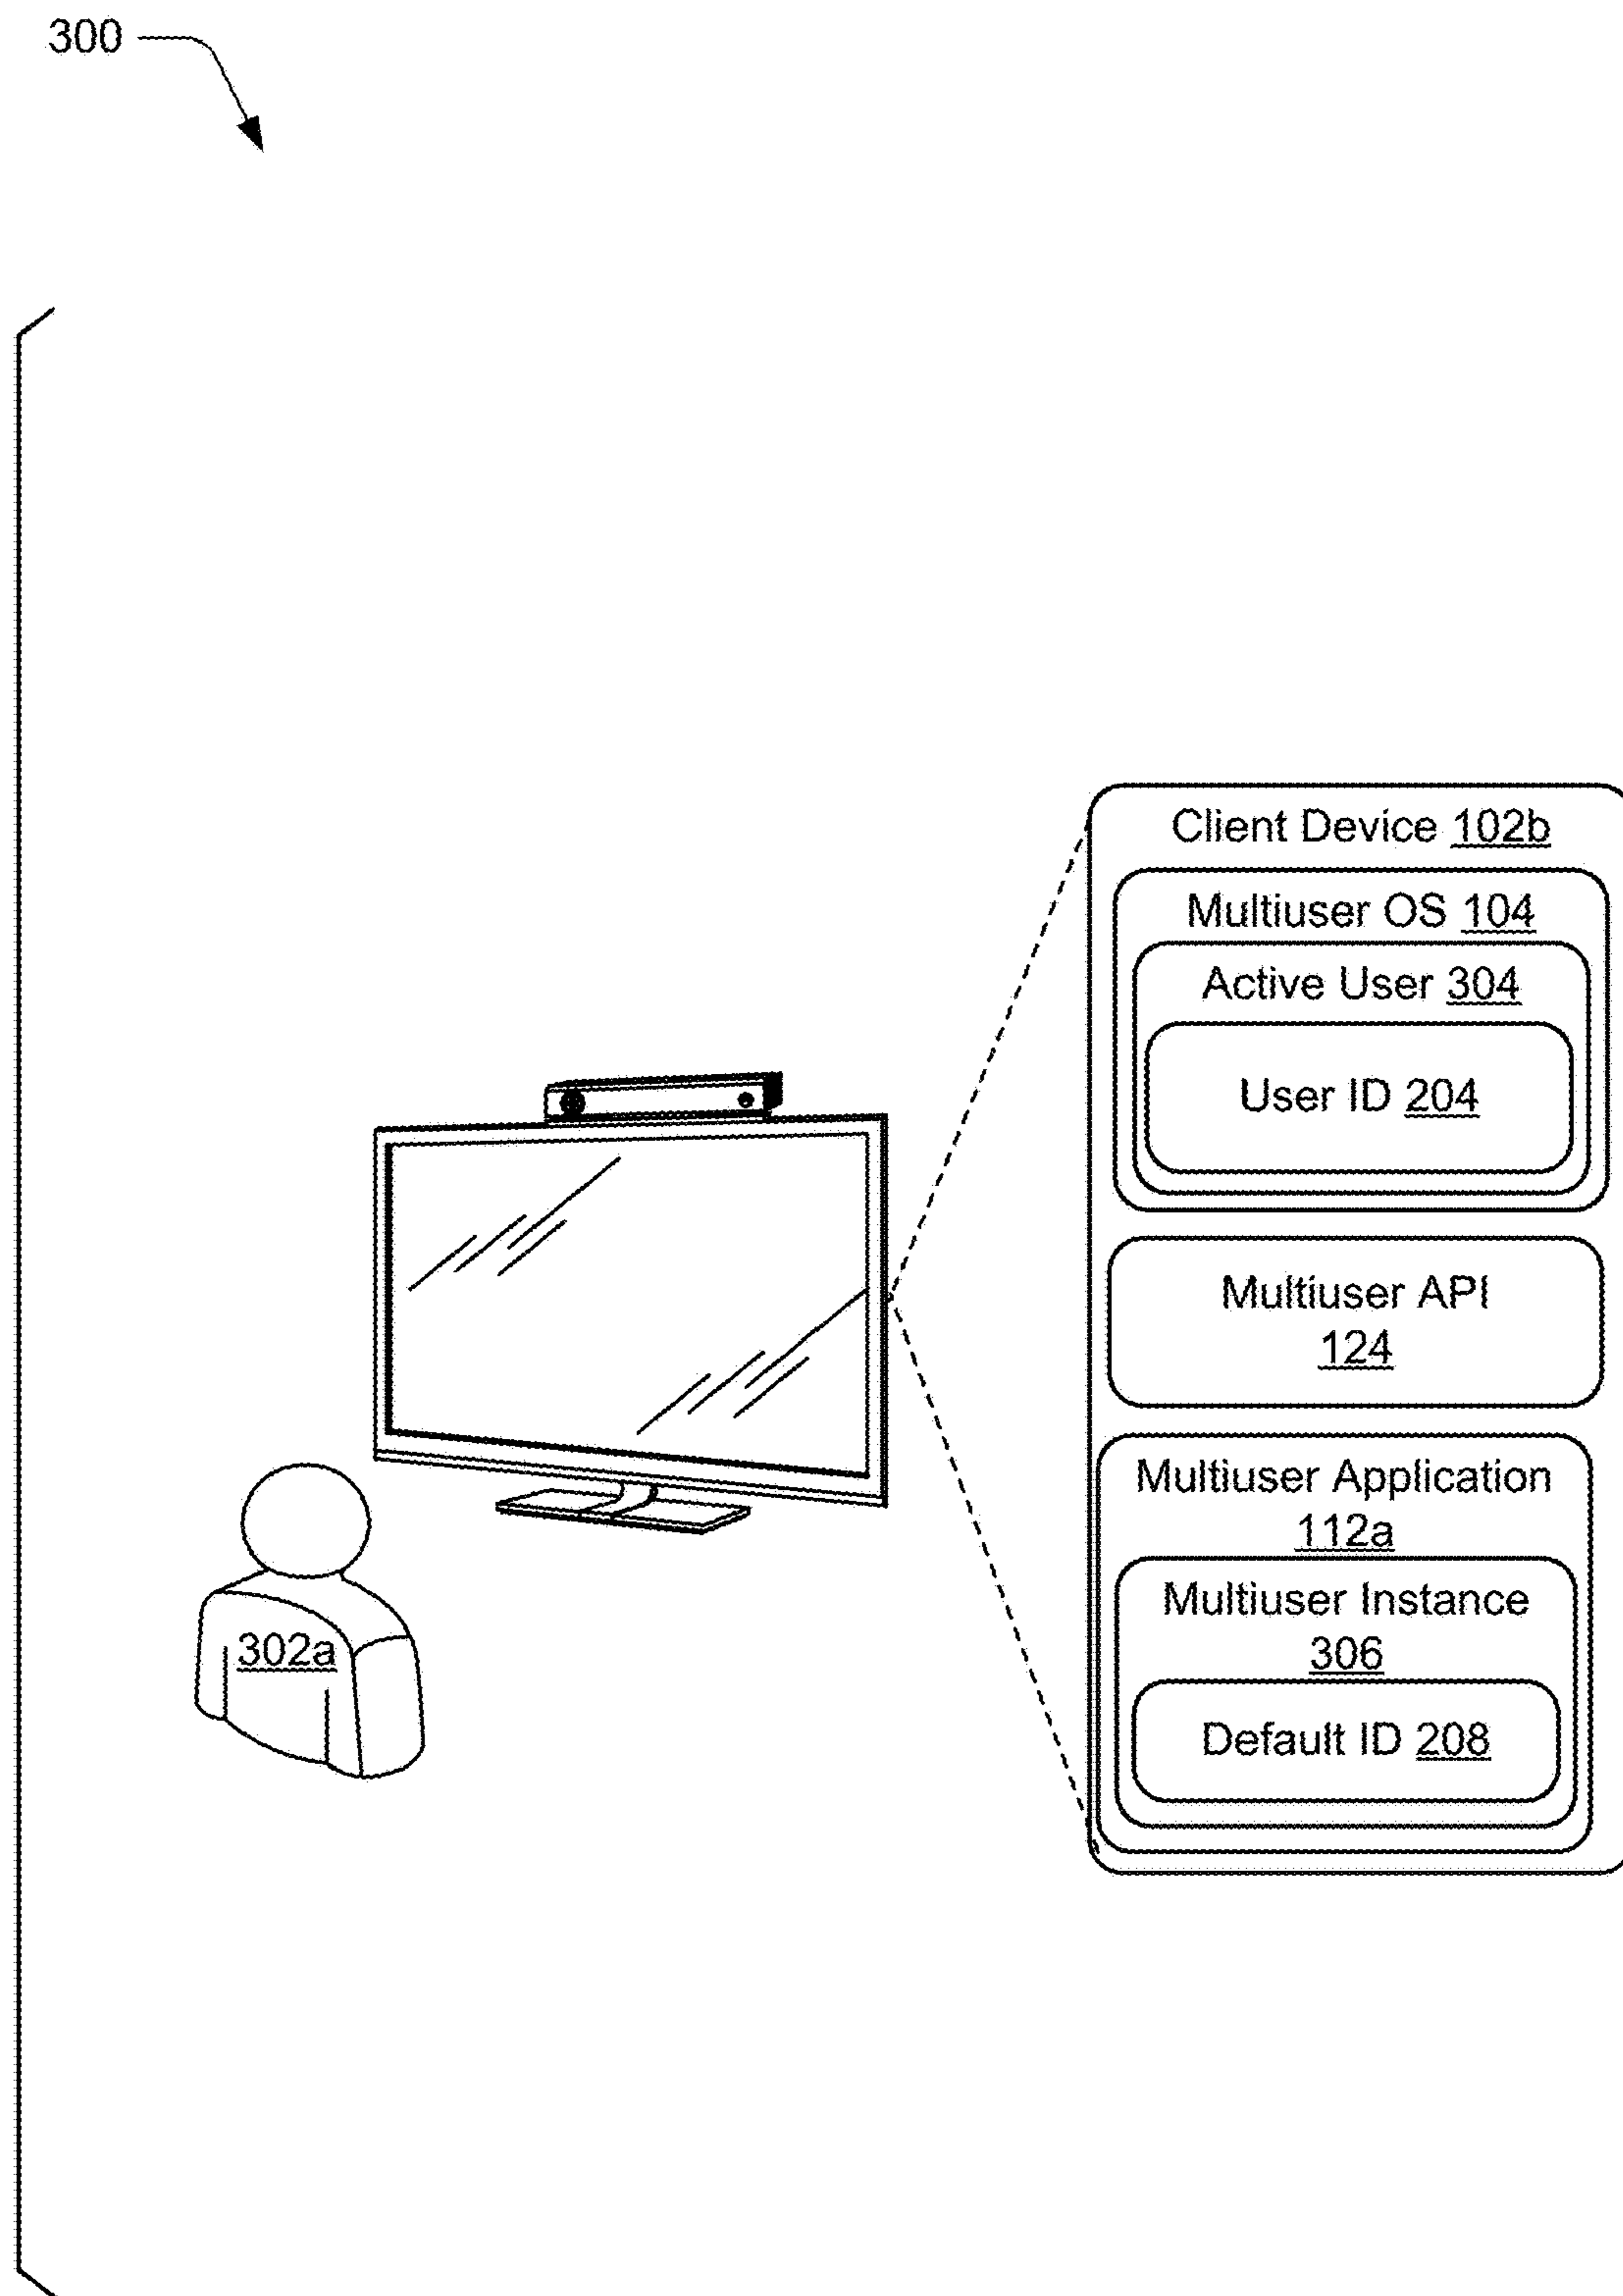 300
Client Device 102b
Multiuser OS 104
Active User 304
User ID 204
Multiuser API
124
Multiuser Application
112a
Multiuser Instance
306
Default ID 208
302a